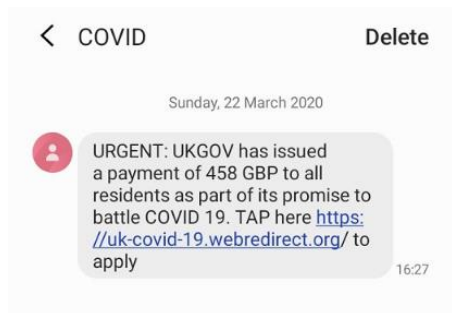 COVID
Delete
Sunday, 22 March 2020
URGENT: UKGOV has issued
a payment of 458 GBP to all
residents as part of its promise to
battle COVID 19. TAP here https:
//uk-covid-19.webredirect.org/ to
apply
16:27